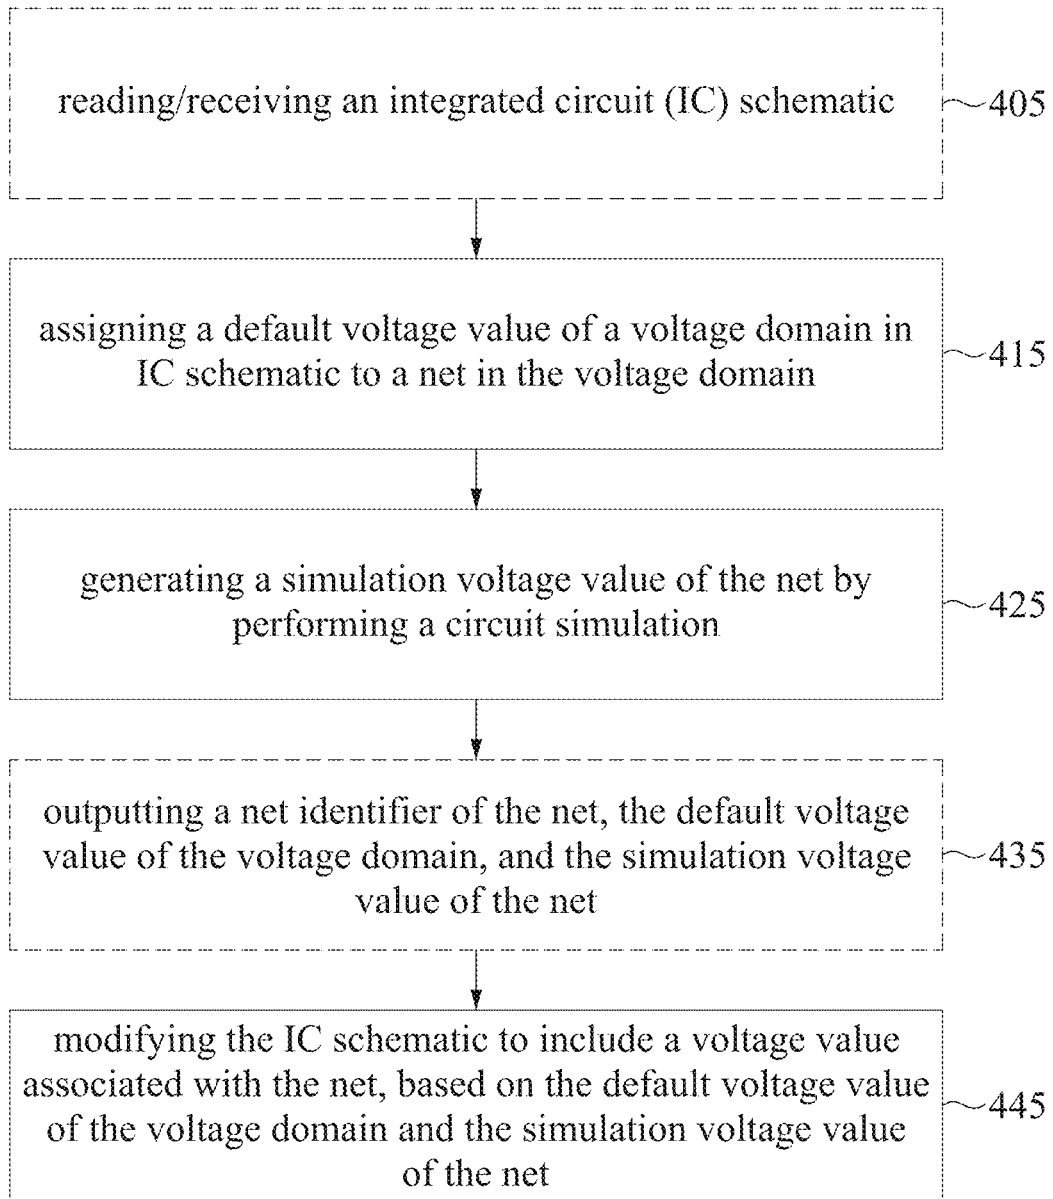 reading/receiving an integrated circuit (IC) schematic
405
assigning a default voltage value of a voltage domain in
IC schematic to a net in the voltage domain
415
generating a simulation voltage value of the net by
performing a circuit simulation
425
outputting a net identifier of the net, the default voltage
value of the voltage domain, and the simulation voltage
value of the net
435
modifying the IC schematic to include a voltage value
associated with the net, based on the default voltage value
of the voltage domain and the simulation voltage value
of the net
445